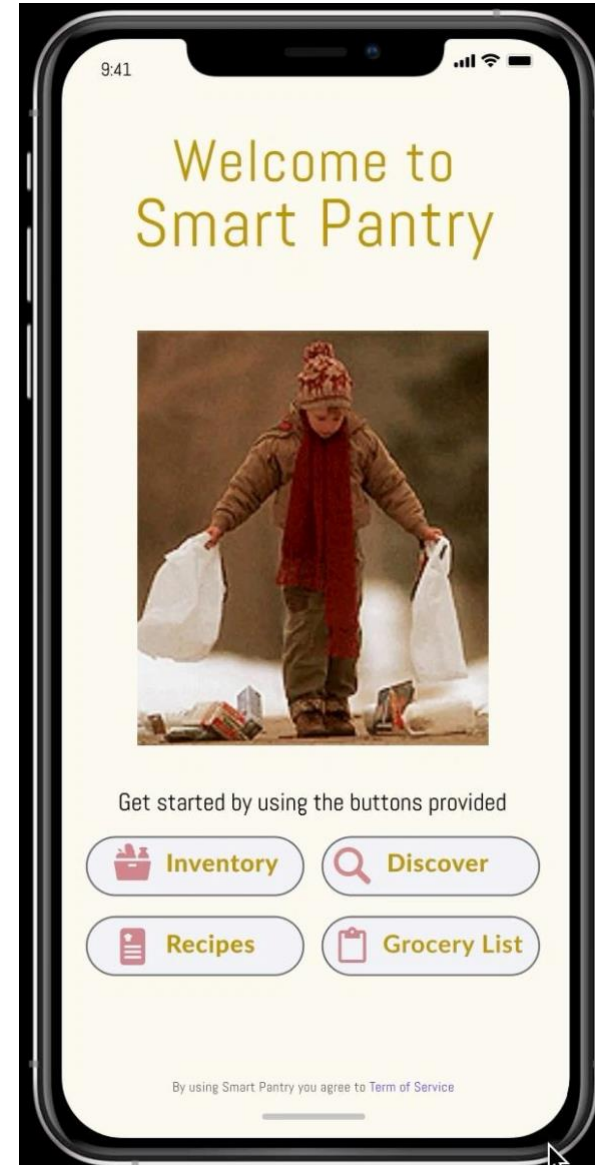 9:41
Welcome to
Smart Pantry
Get started by using the buttons provided
Inventory
Discover
Recipes
Grocery List
By using Smart Pantry you agree to Term of Service